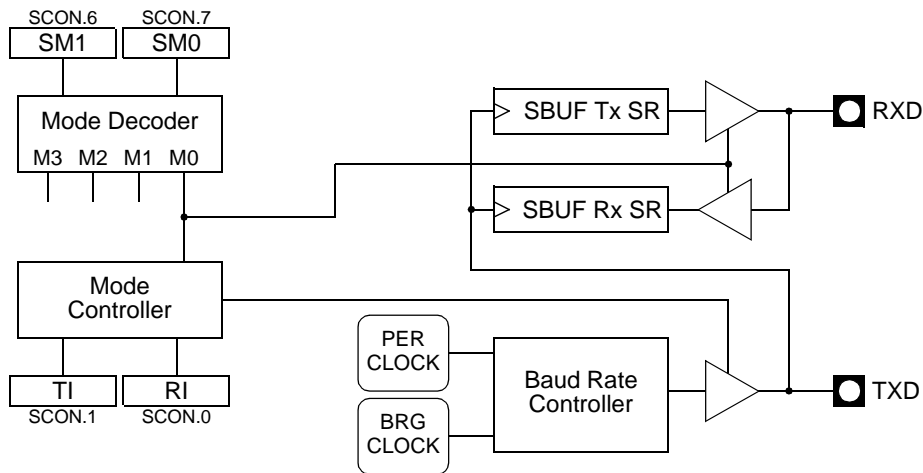 SCON.6 SCON.7
SM1 SM0
Mode Decoder
M3 M2 M1 M0
SBUF Tx SR
RXD
SBUF Rx SR
Mode
Controller
TI RI
SCON.1 SCON.0
PER
CLOCK
BRG
CLOCK
Baud Rate
Controller
TXD